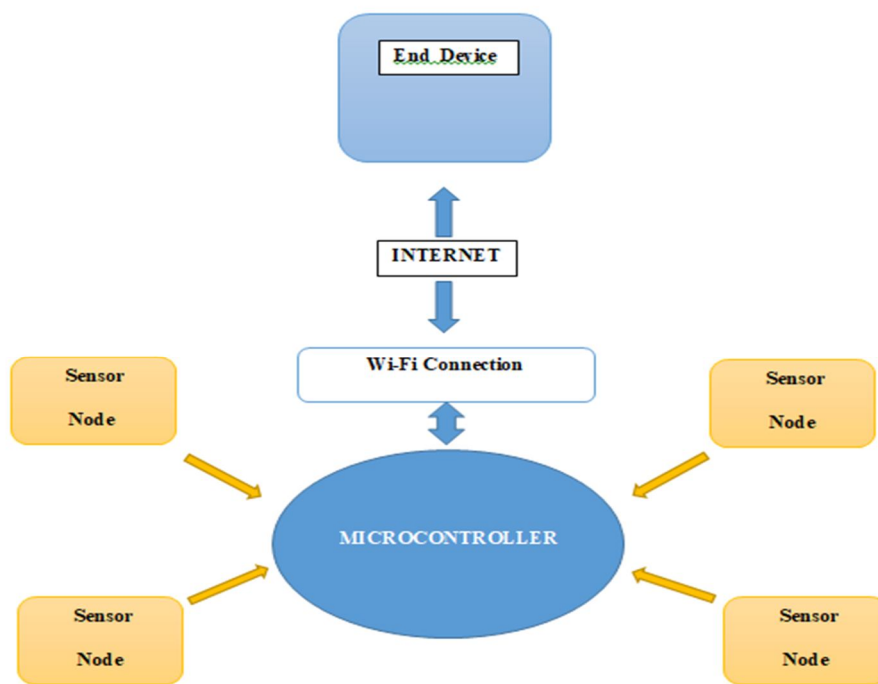 End Device
INTERNET
Wi-Fi Connection
Sensor
Node
Sensor
Node
MICROCONTROLLER
Sensor
Node
Sensor
Node